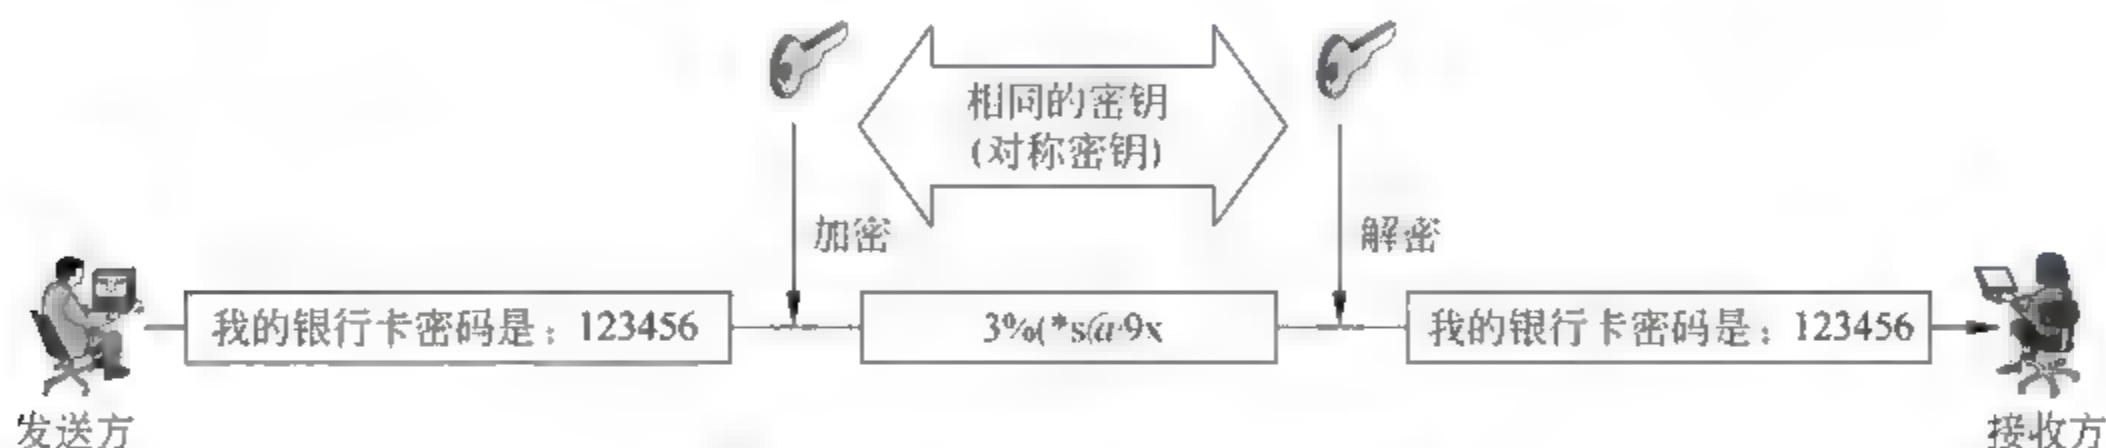 相同的密钥
(对称密钥)
加密
解密
我的银行卡密码是：123456
3%(*s@9x
我的银行卡密码是：123456
发送方
接收方